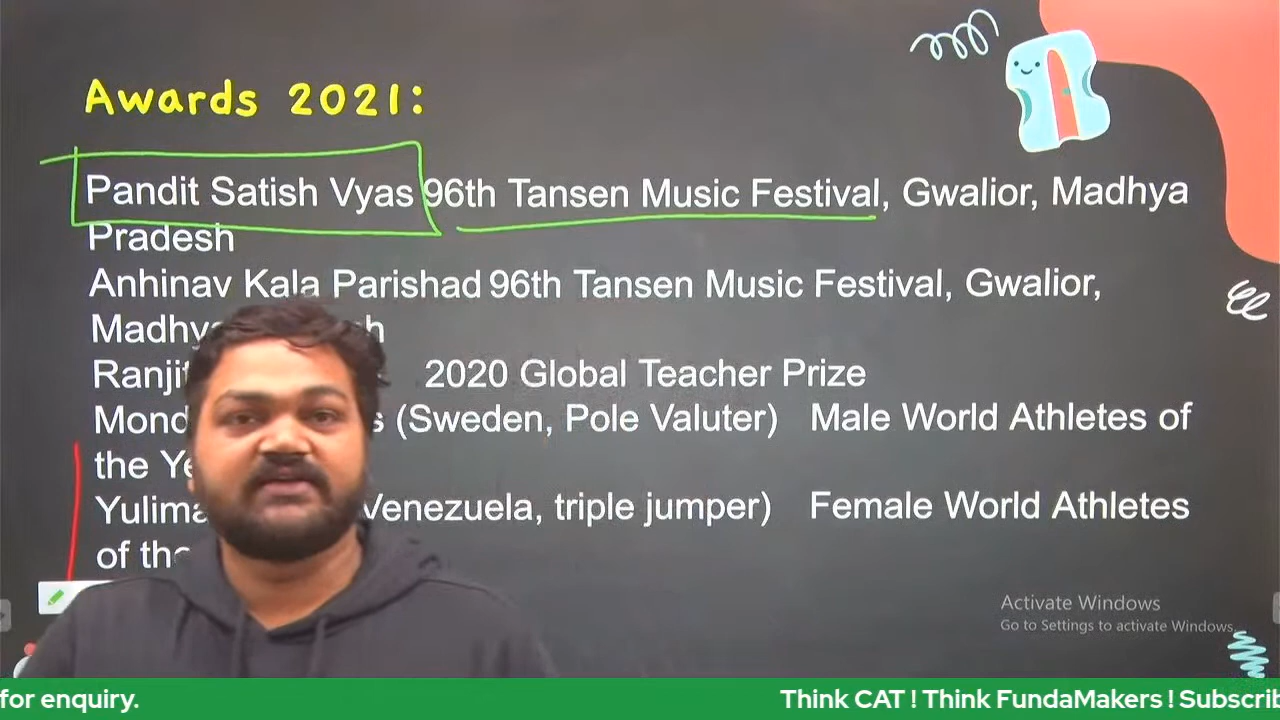 Awards 2021:
Pandit Satish Vyas 96th Tansen Music Festival, Gwalior, Madhya
Pradesh
Anhinav Kala Parishad 96th Tansen Music Festival, Gwalior,
2020 Global Teacher Prize
(Sweden, Pole Valuter) Male World Athletes of
the
Venezuela, triple jumper) Female World Athletes
of
Activate Windows
Go to Settings to activate Windows.
for enquiry.
Think CAT ! Think FundaMakers !